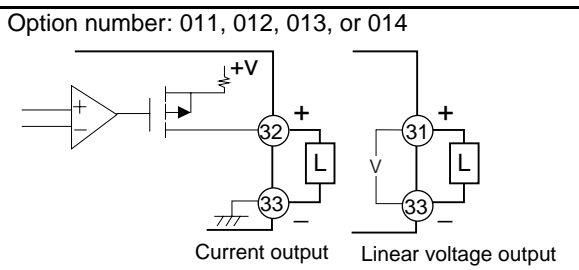 Option number: 011, 012, 013, or 014
+V
+
−
+
32
L
33
−
+
31
V
L
33
−
Current output
Linear voltage output